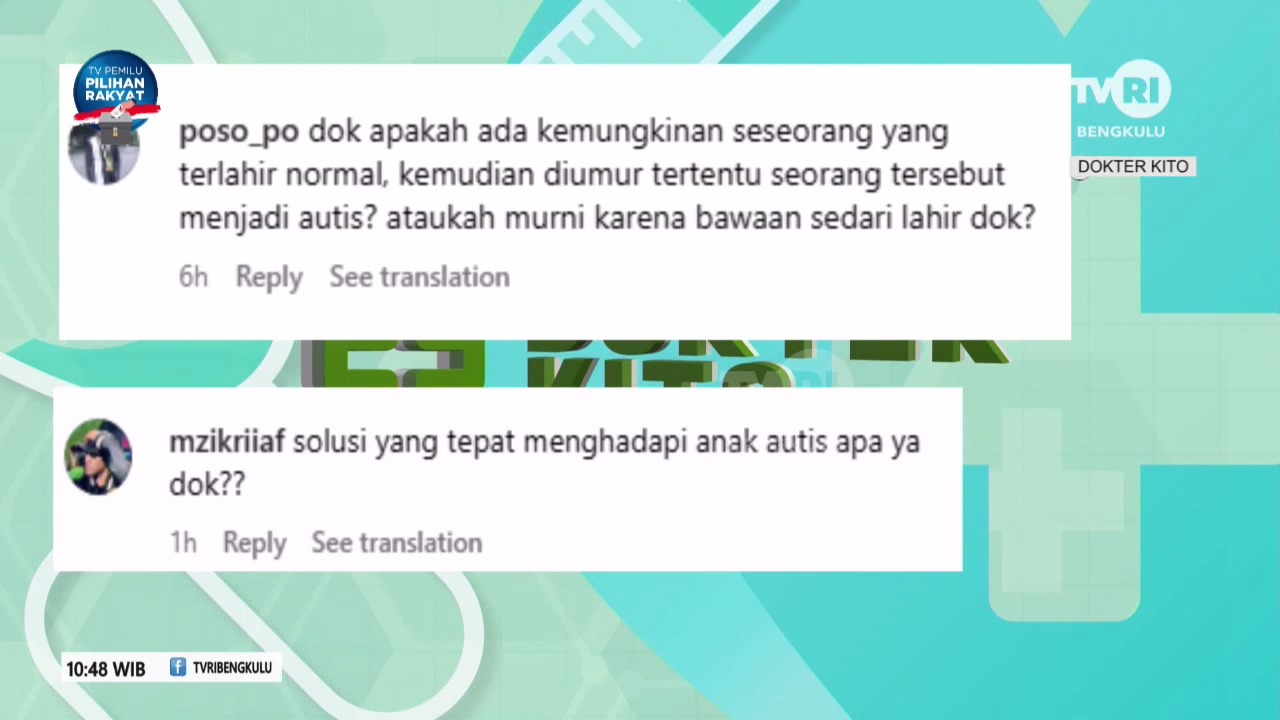 TV PEMILU
PILIHAN
RAKYAT
TVRI
BENGKULU
DOKTER KITO
poso_po dok apakah ada kemungkinan seseorang yang
terlahir normal, kemudian diumur tertentu seorang tersebut
menjadi autis? ataukah murni karena bawaan sedari lahir dok?
6h Reply See translation
DOKTER
KITO
mzikriiaf solusi yang tepat menghadapi anak autis apa ya
dok??
1h Reply See translation
10:48 WIB
TVRIBENGKULU